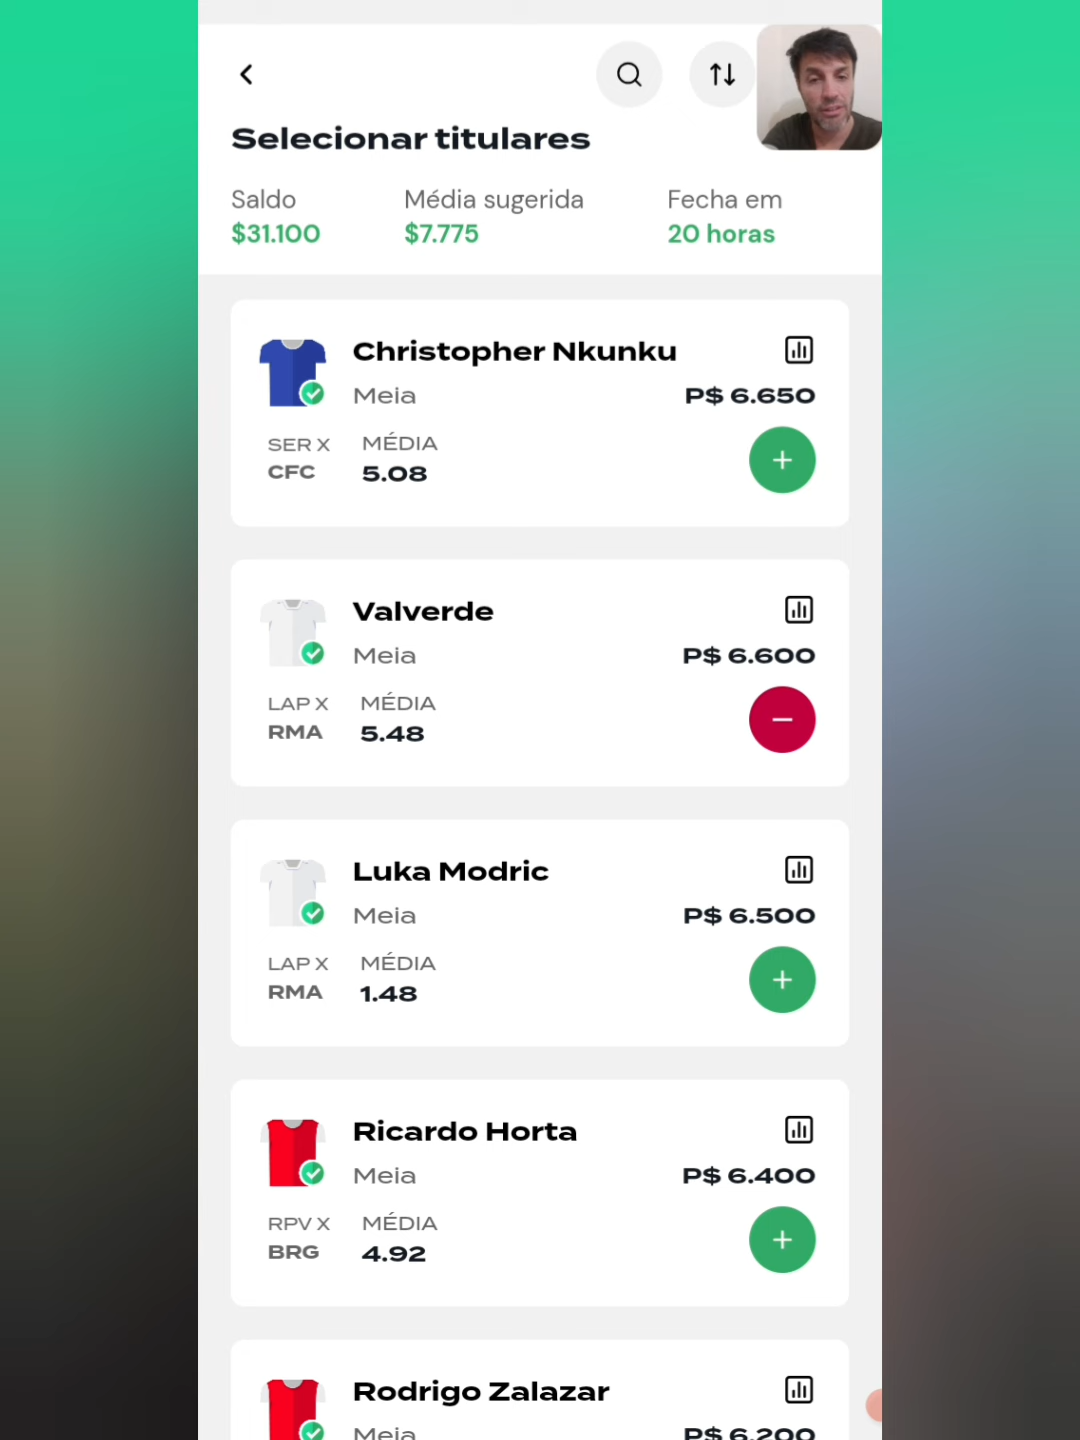 Selecionar titulares
Saldo
Média sugerida
Fecha em
$31.100
$7.775
20 horas
Christopher Nkunku
Meia
P$ 6.650
SER X
MÉDIA
CFC
5.08
Valverde
Meia
P$ 6.600
LAP X
MÉDIA
RMA
5.48
Luka Modric
Meia
P$ 6.500
LAP X
MÉDIA
RMA
1.48
Ricardo Horta
Meia
P$ 6.400
RPV X
MÉDIA
BRG
4.92
Rodrigo Zalazar
Meia
P$ 6.200